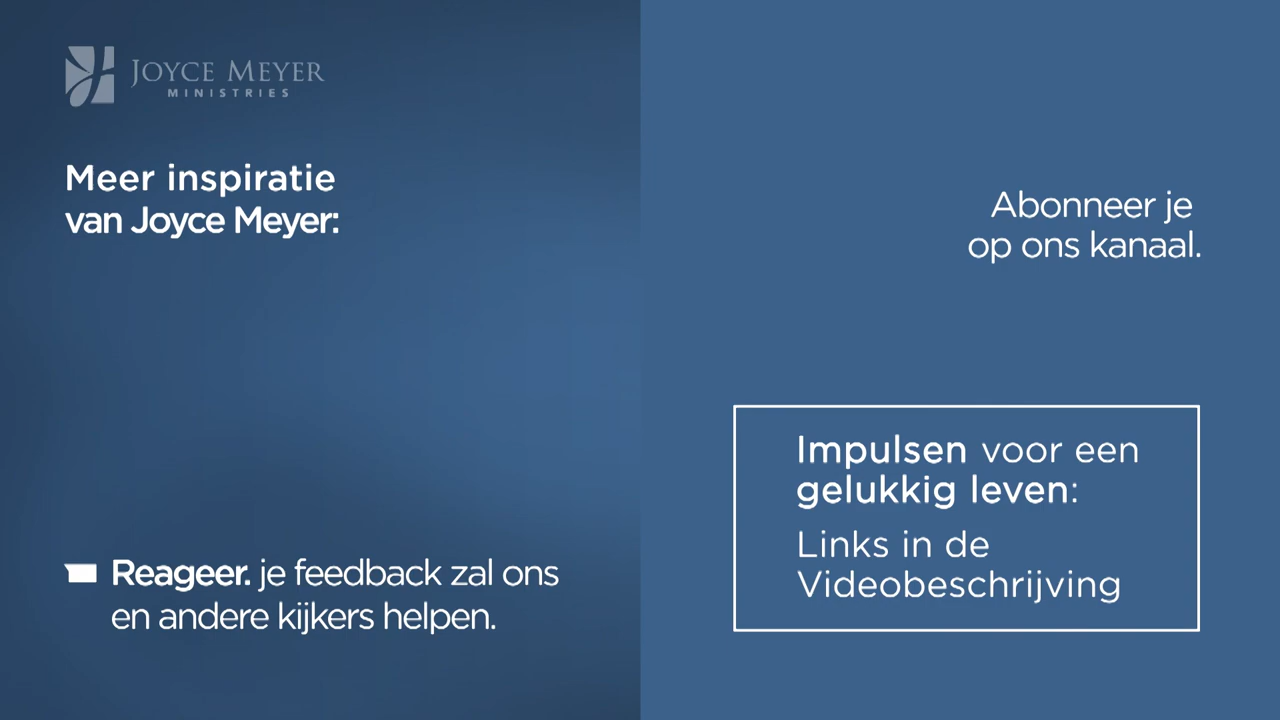 JOYCE MEYER
MINISTRIES
Meer inspiratie
van Joyce Meyer:
Abonneer je
op ons kanaal.
Impulsen voor een
gelukkig leven:
Links in de
Videobeschrijving
Reageer. je feedback zal ons
en andere kijkers helpen.